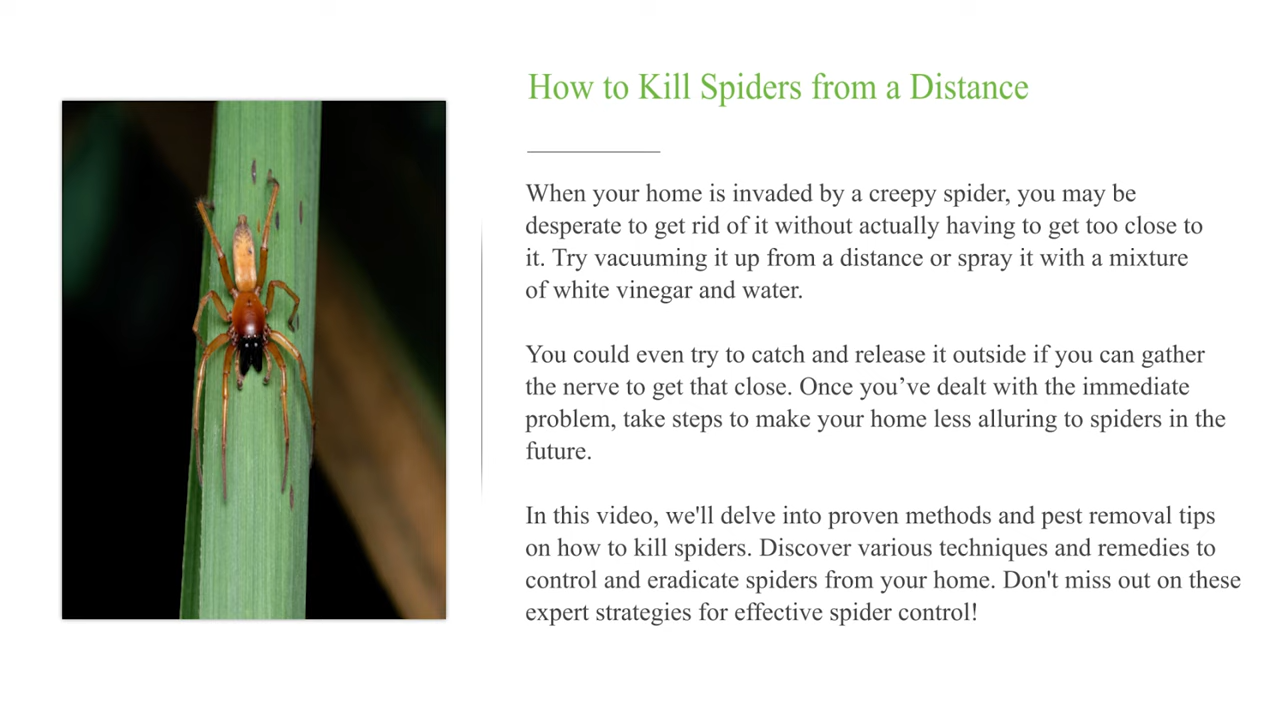 How to Kill Spiders from a Distance
When your home is invaded by a creepy spider, you may be
desperate to get rid of it without actually having to get too close to
it. Try vacuuming it up from a distance or spray it with a mixture
of white vinegar and water.
You could even try to catch and release it outside if you can gather
the nerve to get that close. Once you’ve dealt with the immediate
problem, take steps to make your home less alluring to spiders in the
future.
In this video, we'll delve into proven methods and pest removal tips
on how to kill spiders. Discover various techniques and remedies to
control and eradicate spiders from your home. Don't miss out on these
expert strategies for effective spider control!